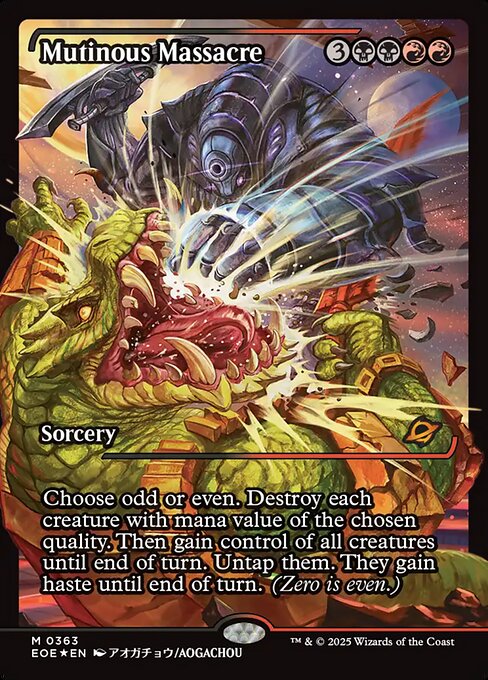 Mutinous Massacre 3
Sorcery
Choose odd or even. Destroy each
creature with mana value of the chosen
quality. Then gain control of all creatures
until end of turn. Untap them. They gain
haste until end of turn. (Zero is even.)
M 0363
EOE★EN アオガチョウ/AOGACHOU
™ & © 2025 Wizards of the Coast